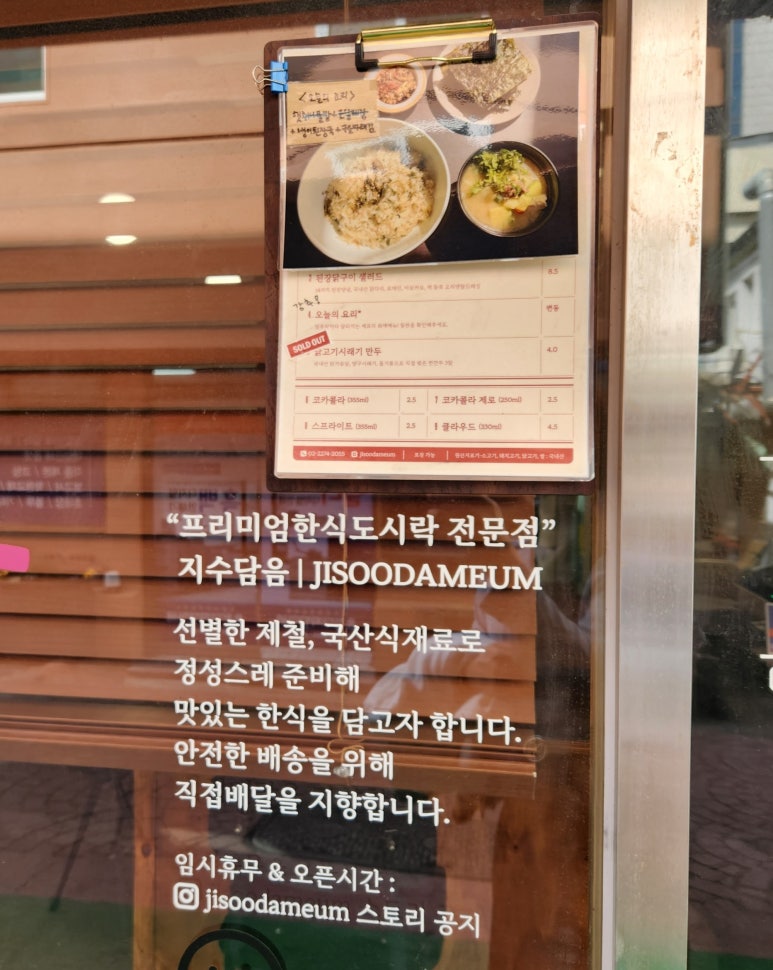 <오늘의 요리>
된장닭구이 샐러드
8.5
강추
오늘의 요리*
변동
SOLD OUT
닭고기시래기 만두
4.0
코카콜라 (355ml) 2.5 코카콜라 제로 (250ml) 2.5
스프라이트 (355ml) 2.5 클라우드 (330ml) 4.5
jisoodameum 포장 가능
“프리미엄한식도시락 전문점”
지수담음 | JISOODAMEUM
선별한 제철, 국산식재료로
정성스레 준비해
맛있는 한식을 담고자 합니다.
안전한 배송을 위해
직접배달을 지향합니다.
임시휴무 & 오픈시간 :
jisoodameum 스토리 공지